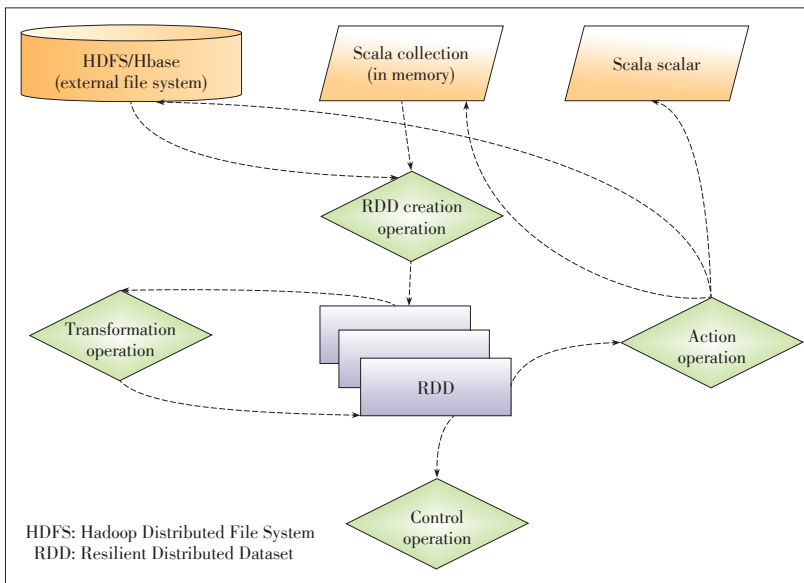 HDFS/Hbase
(external file system)
Scala collection
(in memory)
Scala scalar
RDD creation
operation
Transformation
operation
RDD
Action
operation
Control
operation
HDFS: Hadoop Distributed File System
RDD: Resilient Distributed Dataset